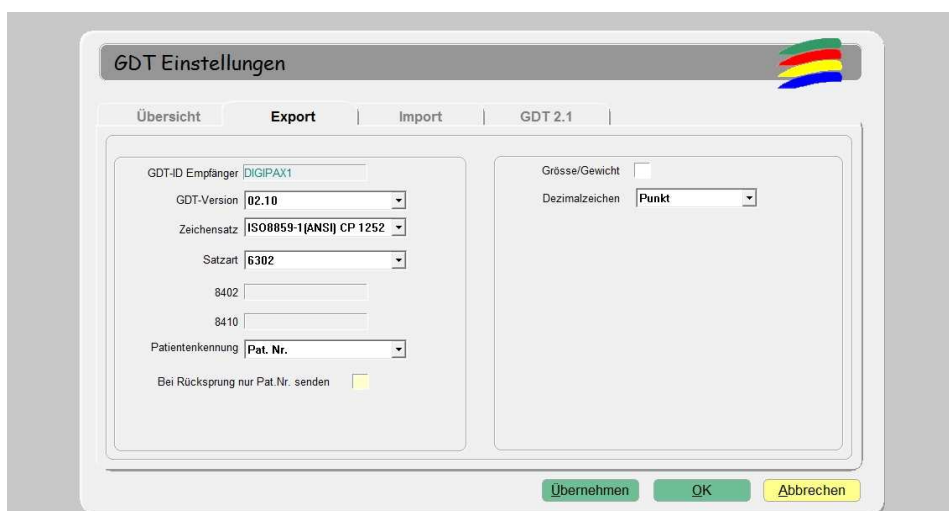 GDT Einstellungen
Übersicht Export | Import | GDT 2.1 |
GDT-ID Empfänger DIGIPAX1
GDT-Version 02.10
Zeichensatz ISO8859-1(ANSI) CP 1252
Satzart 6302
8402
8410
Patientenkennung Pat. Nr.
Bei Rücksprung nur Pat.Nr. senden
Grösse/Gewicht
Dezimalzeichen Punkt
Übernehmen OK Abbrechen